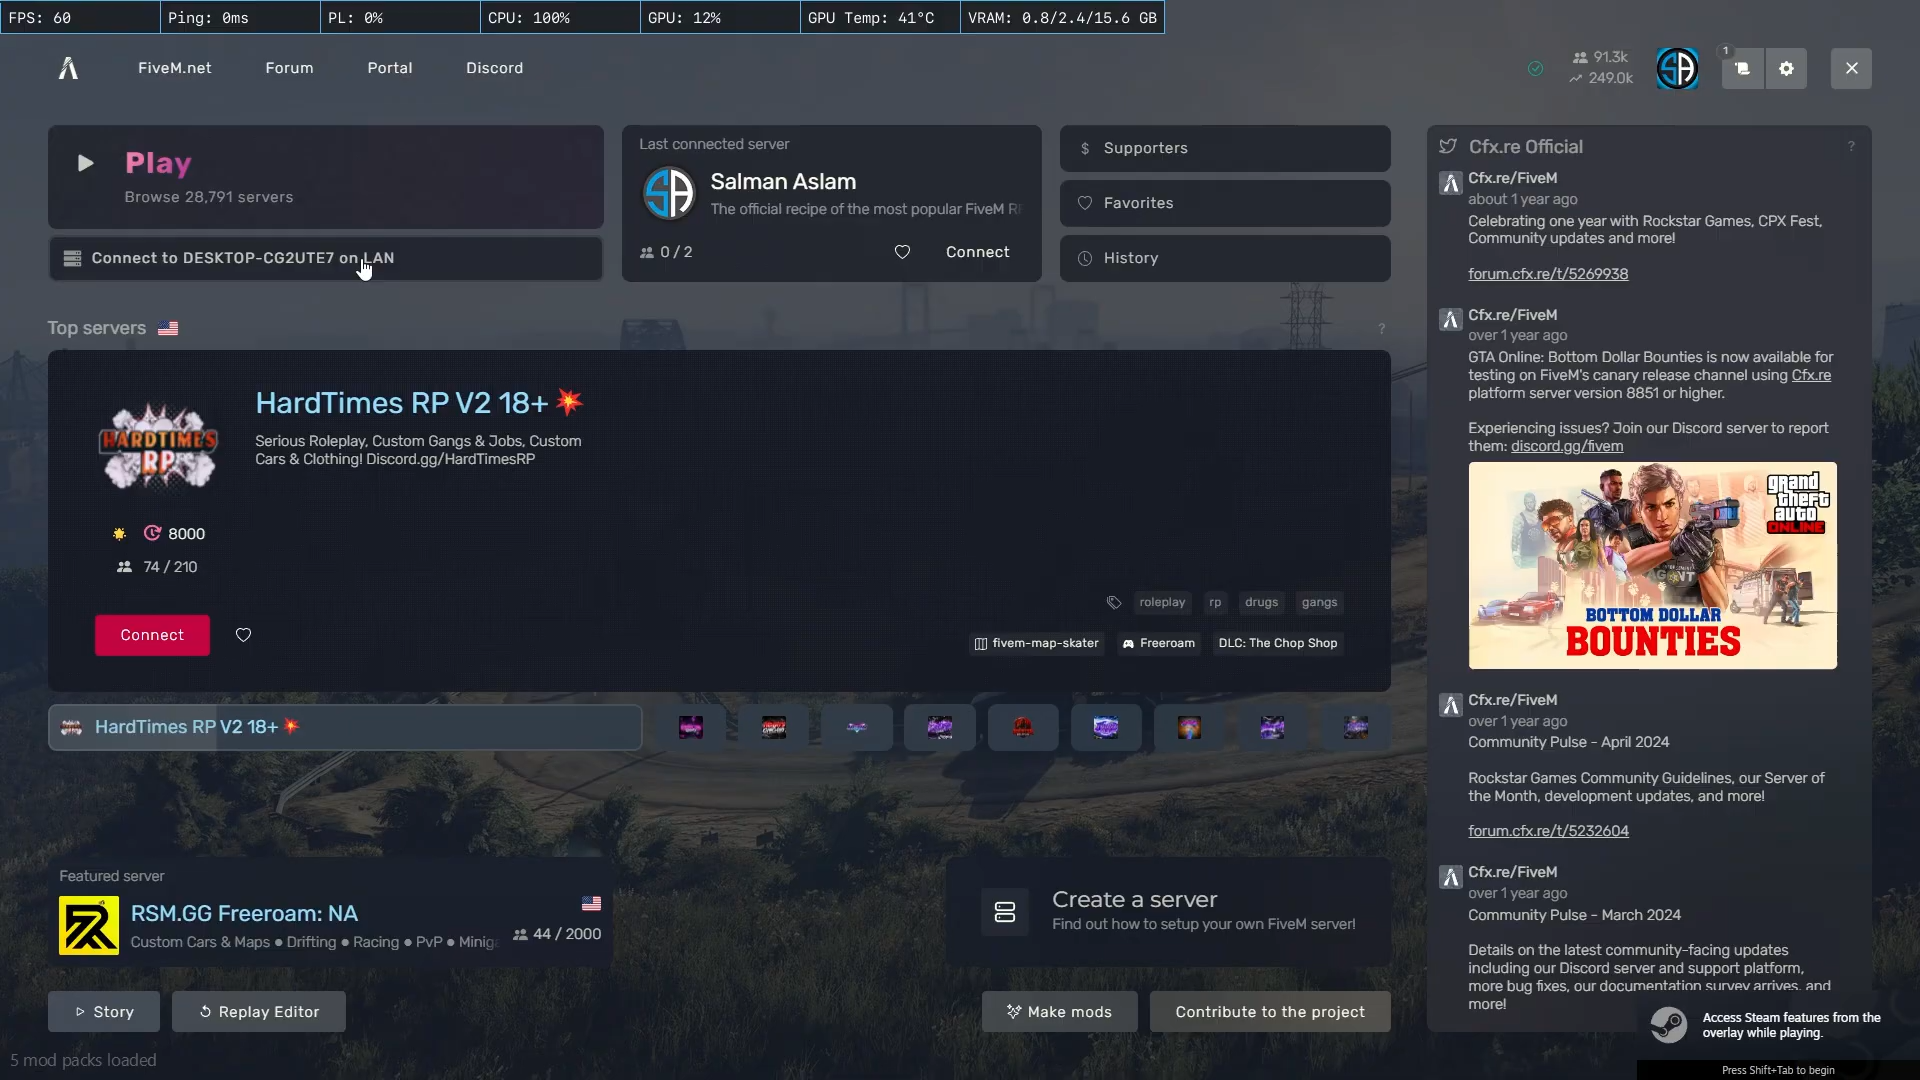 FPS: 60
Ping: 0ms
PL: 0%
CPU: 100%
GPU: 12%
GPU Temp: 41°C
VRAM: 0.8/2.4/15.6 GB
FiveM.net
Forum
Portal
Discord
91.3k
249.0k
1
Play
Browse 28,791 servers
Connect to DESKTOP-CG2UTE7 on LAN
Last connected server
Salman Aslam
The official recipe of the most popular FiveM R
0 / 2
Connect
Supporters
Favorites
History
Top servers
?
HARDTIMES
RP
HardTimes RP V2 18+
Serious Roleplay, Custom Gangs & Jobs, Custom
Cars & Clothing! Discord.gg/HardTimesRP
8000
74 / 210
Connect
roleplay
rp
drugs
gangs
fivem-map-skater
Freeroam
DLC: The Chop Shop
HardTimes RP V2 18+
Featured server
RSM.GG Freeroam: NA
Custom Cars & Maps ● Drifting ● Racing ● PvP ● Minig
44 / 2000
Create a server
Find out how to setup your own FiveM server!
Story
Replay Editor
Make mods
Contribute to the project
5 mod packs loaded
Cfx.re Official
?
Cfx.re/FiveM
about 1 year ago
Celebrating one year with Rockstar Games, CPX Fest,
Community updates and more!
forum.cfx.re/t/5269938
Cfx.re/FiveM
over 1 year ago
GTA Online: Bottom Dollar Bounties is now available for
testing on FiveM's canary release channel using Cfx.re
platform server version 8851 or higher.
Experiencing issues? Join our Discord server to report
them: discord.gg/fivem
grand
theft
auto
ONLINE
AGENT
BOTTOM DOLLAR
BOUNTIES
Cfx.re/FiveM
over 1 year ago
Community Pulse - April 2024
Rockstar Games Community Guidelines, our Server of
the Month, development updates, and more!
forum.cfx.re/t/5232604
Cfx.re/FiveM
over 1 year ago
Community Pulse - March 2024
Details on the latest community-facing updates
including our Discord server and support platform,
more bug fixes, our documentation survey arrives, and
more!
Access Steam features from the
overlay while playing.
Press Shift+Tab to begin